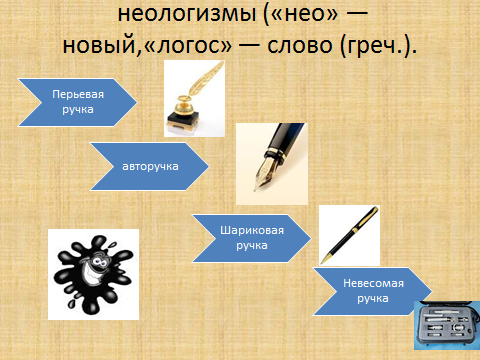 неологизмы («нео» —
новый,«логос» — слово (греч.).
Перьевая
ручка
авторучка
Шариковая
ручка
Невесомая
ручка